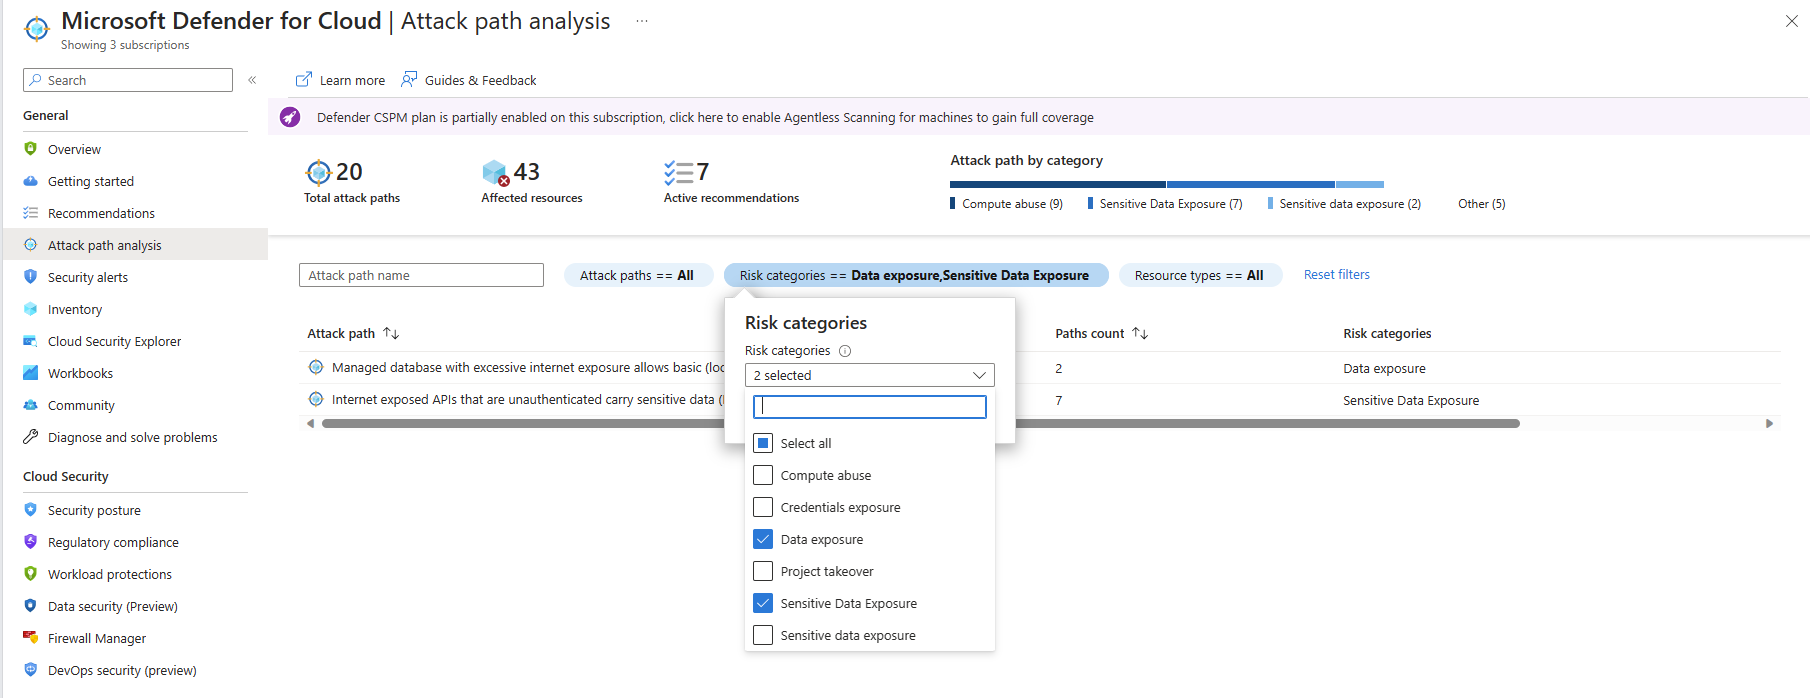 Microsoft Defender for Cloud | Attack path analysis ...
Showing 3 subscriptions
Search
Learn more
Guides & Feedback
General
Overview
Getting started
Recommendations
Attack path analysis
Security alerts
Inventory
Cloud Security Explorer
Workbooks
Community
Diagnose and solve problems
Cloud Security
Security posture
Regulatory compliance
Workload protections
Data security (Preview)
Firewall Manager
DevOps security (preview)
Defender CSPM plan is partially enabled on this subscription, click here to enable Agentless Scanning for machines to gain full coverage
20
Total attack paths
43
Affected resources
7
Active recommendations
Attack path by category
Compute abuse (9)
Sensitive Data Exposure (7)
Sensitive data exposure (2)
Other (5)
Attack path name
Attack paths == All
Risk categories == Data exposure,Sensitive Data Exposure
Resource types == All
Reset filters
Attack path
Paths count
Risk categories
Managed database with excessive internet exposure allows basic (loc
2
Data exposure
Internet exposed APIs that are unauthenticated carry sensitive data (
7
Sensitive Data Exposure
Risk categories
Risk categories
2 selected
Select all
Compute abuse
Credentials exposure
Data exposure
Project takeover
Sensitive Data Exposure
Sensitive data exposure